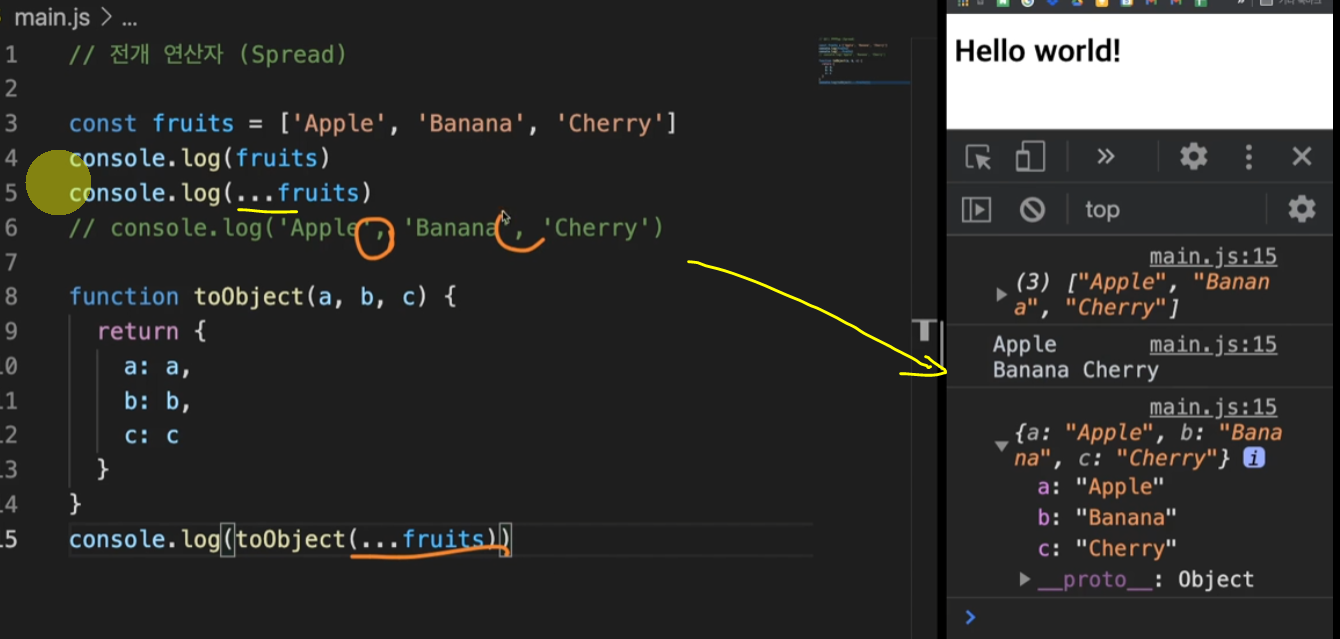 main.js > ...
1 // 전개 연산자 (Spread)
2
3 const fruits = ['Apple', 'Banana', 'Cherry']
4 console.log(fruits)
5 console.log(...fruits)
6 // console.log('Apple', 'Banana', 'Cherry')
7
8 function toObject(a, b, c) {
9 return {
10 a: a,
11 b: b,
12 c: c
13 }
14 }
15 console.log(toObject(...fruits))
Hello world!
top
main.js:15
(3) ["Apple", "Banan
a", "Cherry"]
Apple main.js:15
Banana Cherry
main.js:15
{a: "Apple", b: "Bana
na", c: "Cherry"} i
a: "Apple"
b: "Banana"
c: "Cherry"
__proto__: Object